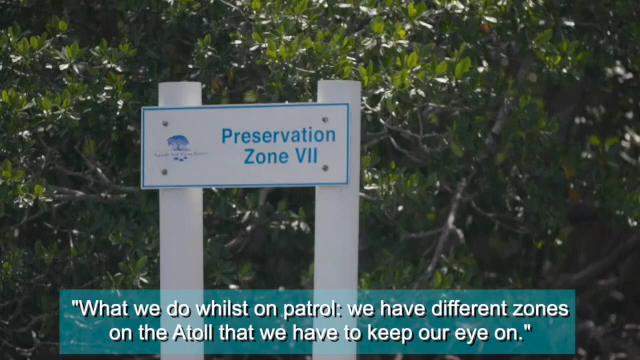 Preservation
Zone VII
"What we do whilst on patrol: we have different zones
on the Atoll that we have to keep our eye on."